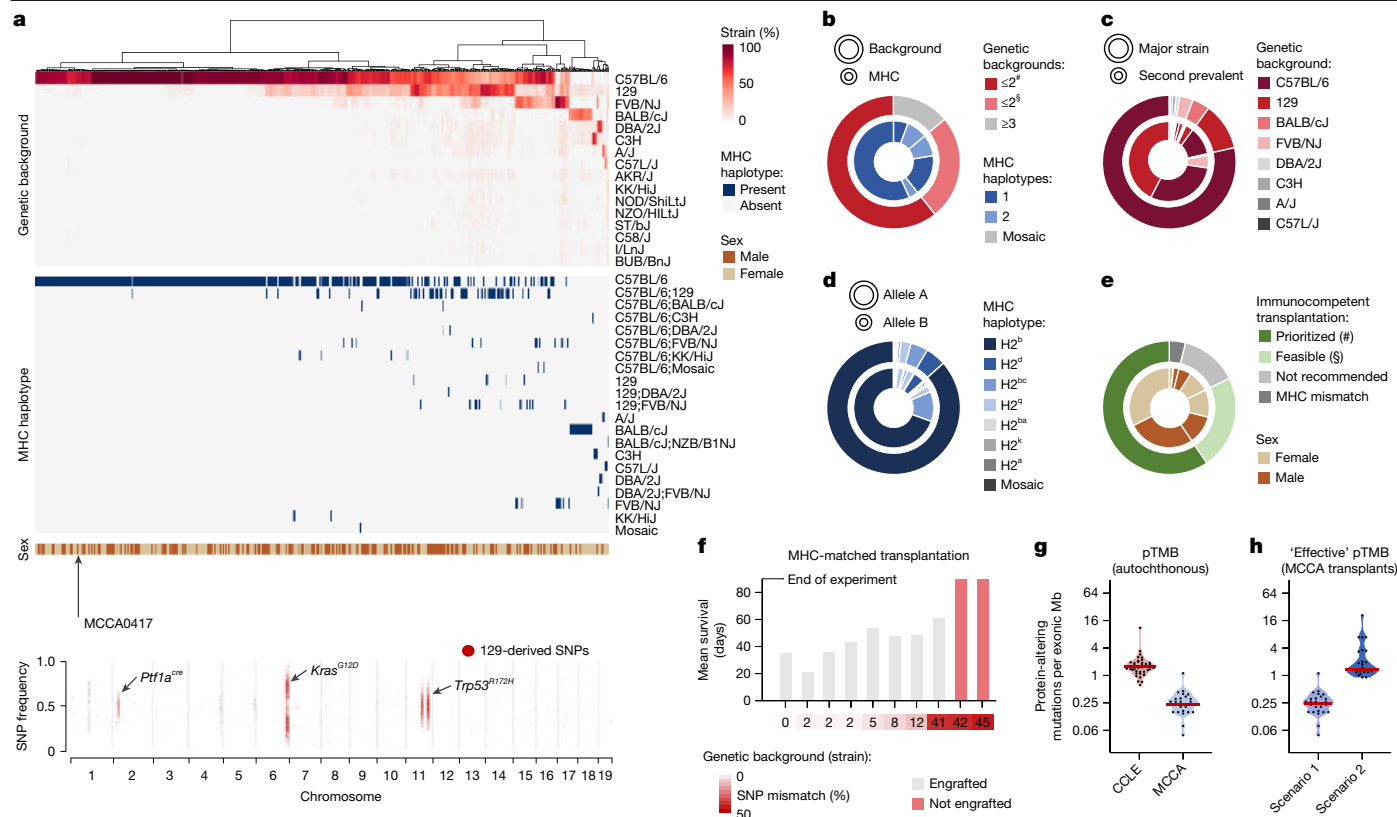 a
Strain (%)
100
50
0
MHC
haplotype:
Present
Absent
Sex
Male
Female
Genetic background
C57BL/6
129
FVB/NJ
BALB/cJ
DBA/2J
C3H
A/J
C57L/J
AKR/J
KK/HiJ
NOD/ShiLtJ
NZO/HILtJ
ST/bJ
C58/J
I/LnJ
BUB/BnJ
MHC haplotype
C57BL/6
C57BL/6;129
C57BL/6;BALB/cJ
C57BL/6;C3H
C57BL/6;DBA/2J
C57BL/6;FVB/NJ
C57BL/6;KK/HiJ
C57BL/6;Mosaic
129
129;DBA/2J
129;FVB/NJ
A/J
BALB/cJ
BALB/cJ;NZB/B1NJ
C3H
C57L/J
DBA/2J
DBA/2J;FVB/NJ
FVB/NJ
KK/HiJ
Mosaic
Sex
MCCA0417
129-derived SNPs
SNP frequency
1.0
0.5
0
Ptf1a^cre
Kras^G12D
Trp53^R172H
1 2 3 4 5 6 7 8 9 10 11 12 13 14 15 16 17 18 19
Chromosome
b
Background
MHC
Genetic
backgrounds:
≤2#
≤2§
≥3
MHC
haplotypes:
1
2
Mosaic
c
Major strain
Second prevalent
Genetic
background:
C57BL/6
129
BALB/cJ
FVB/NJ
DBA/2J
C3H
A/J
C57L/J
d
Allele A
Allele B
MHC
haplotype:
H2b
H2d
H2bc
H2q
H2ba
H2k
H2a
Mosaic
e
Immunocompetent
transplantation:
Prioritized (#)
Feasible (§)
Not recommended
MHC mismatch
Sex
Female
Male
f
MHC-matched transplantation
End of experiment
Mean survival
(days)
80
60
40
20
0
0 2 2 2 5 8 12 41 42 45
Genetic background (strain):
0
SNP mismatch (%)
50
Engrafted
Not engrafted
g
pTMB
(autochthonous)
Protein-altering
mutations per exonic Mb
64
16
4
1
0.25
0.06
CCLE
MCCA
h
'Effective' pTMB
(MCCA transplants)
64
16
4
1
0.25
0.06
Scenario 1
Scenario 2